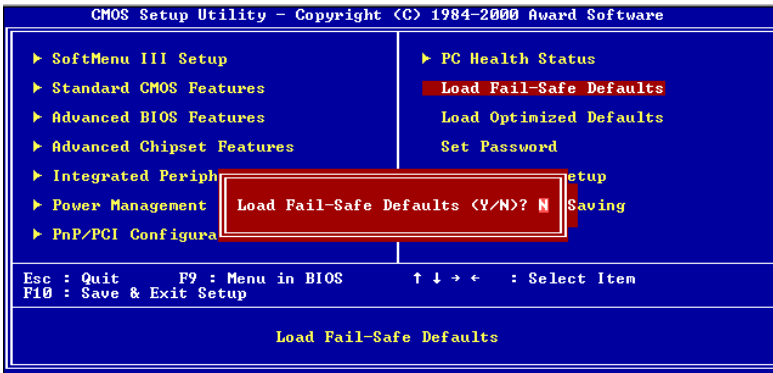 CMOS Setup Utility - Copyright (C) 1984-2000 Award Software
▶ SoftMenu III Setup
▶ Standard CMOS Features
▶ Advanced BIOS Features
▶ Advanced Chipset Features
▶ Integrated Periph
▶ Power Management
▶ PnP/PCI Configura
▶ PC Health Status
Load Fail-Safe Defaults
Load Optimized Defaults
Set Password
etup
Saving
Load Fail-Safe Defaults (Y/N)? N
Esc : Quit F9 : Menu in BIOS ↑ ↓ → ← : Select Item
F10 : Save & Exit Setup
Load Fail-Safe Defaults